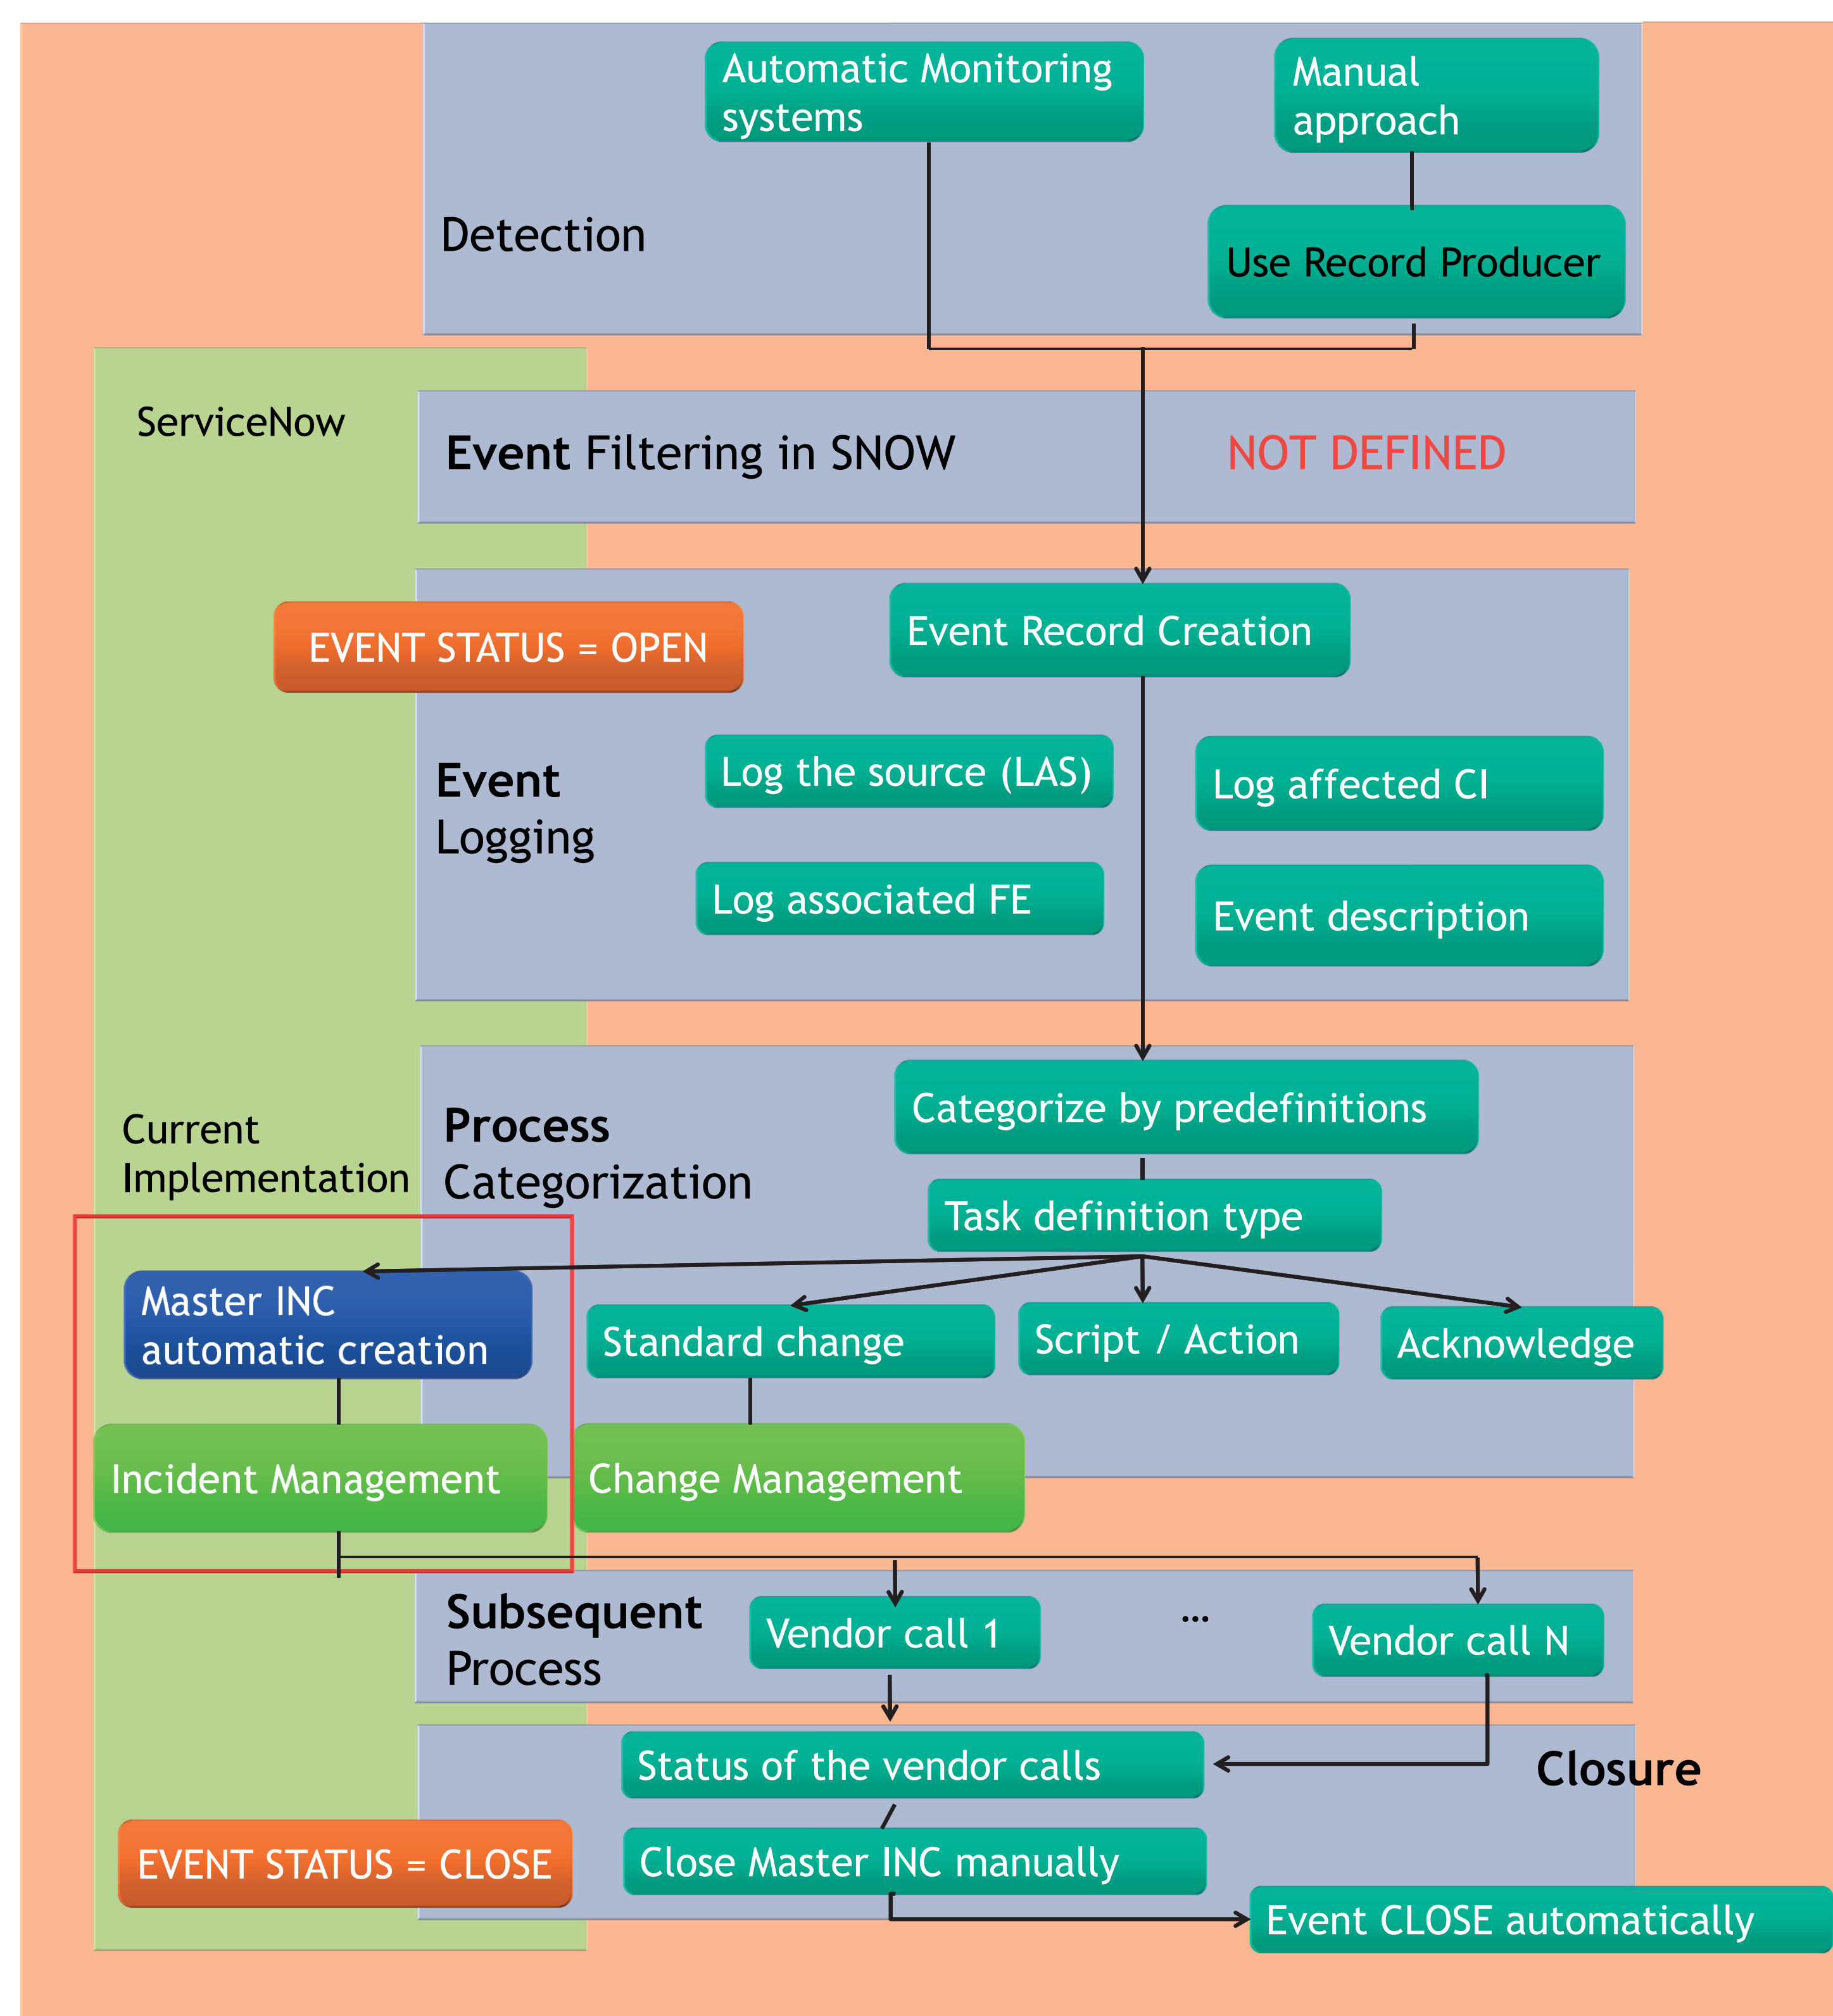 Automatic Monitoring
systems
Manual
approach
Detection
Use Record Producer
ServiceNow
Event Filtering in SNOW
NOT DEFINED
EVENT STATUS = OPEN
Event Record Creation
Event
Logging
Log the source (LAS)
Log affected CI
Log associated FE
Event description
Current
Implementation
Process
Categorization
Categorize by predefinitions
Task definition type
Master INC
automatic creation
Standard change
Script / Action
Acknowledge
Incident Management
Change Management
Subsequent
Process
Vendor call 1
...
Vendor call N
Status of the vendor calls
Closure
EVENT STATUS = CLOSE
Close Master INC manually
Event CLOSE automatically